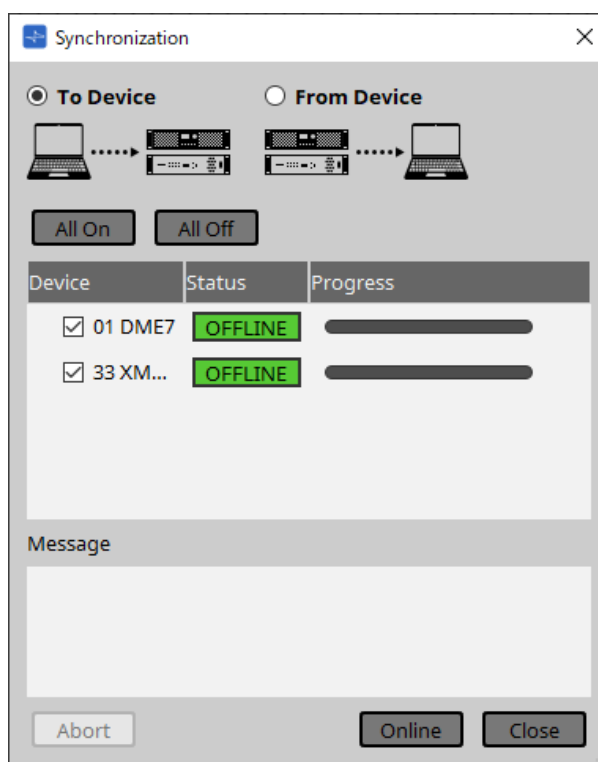 Synchronization
To Device From Device
All On All Off
Device Status Progress
01 DME7 OFFLINE
33 XM... OFFLINE
Message
Abort Online Close